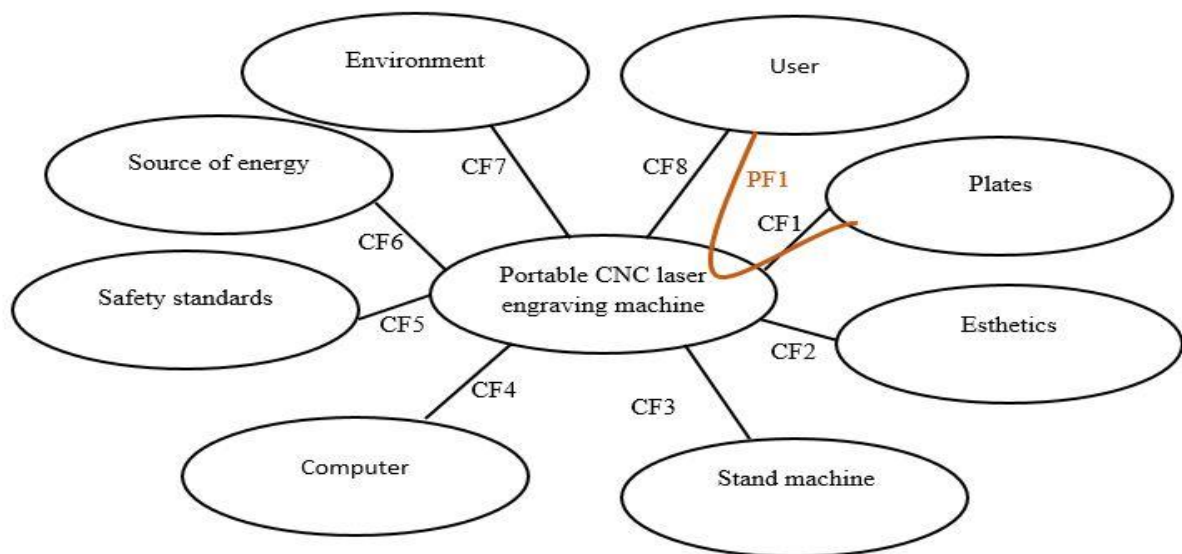 Environment
User
Source of energy
CF7
CF8
PF1
Plates
CF6
CF1
Safety standards
CF5
Portable CNC laser
engraving machine
Esthetics
CF2
CF4
CF3
Computer
Stand machine